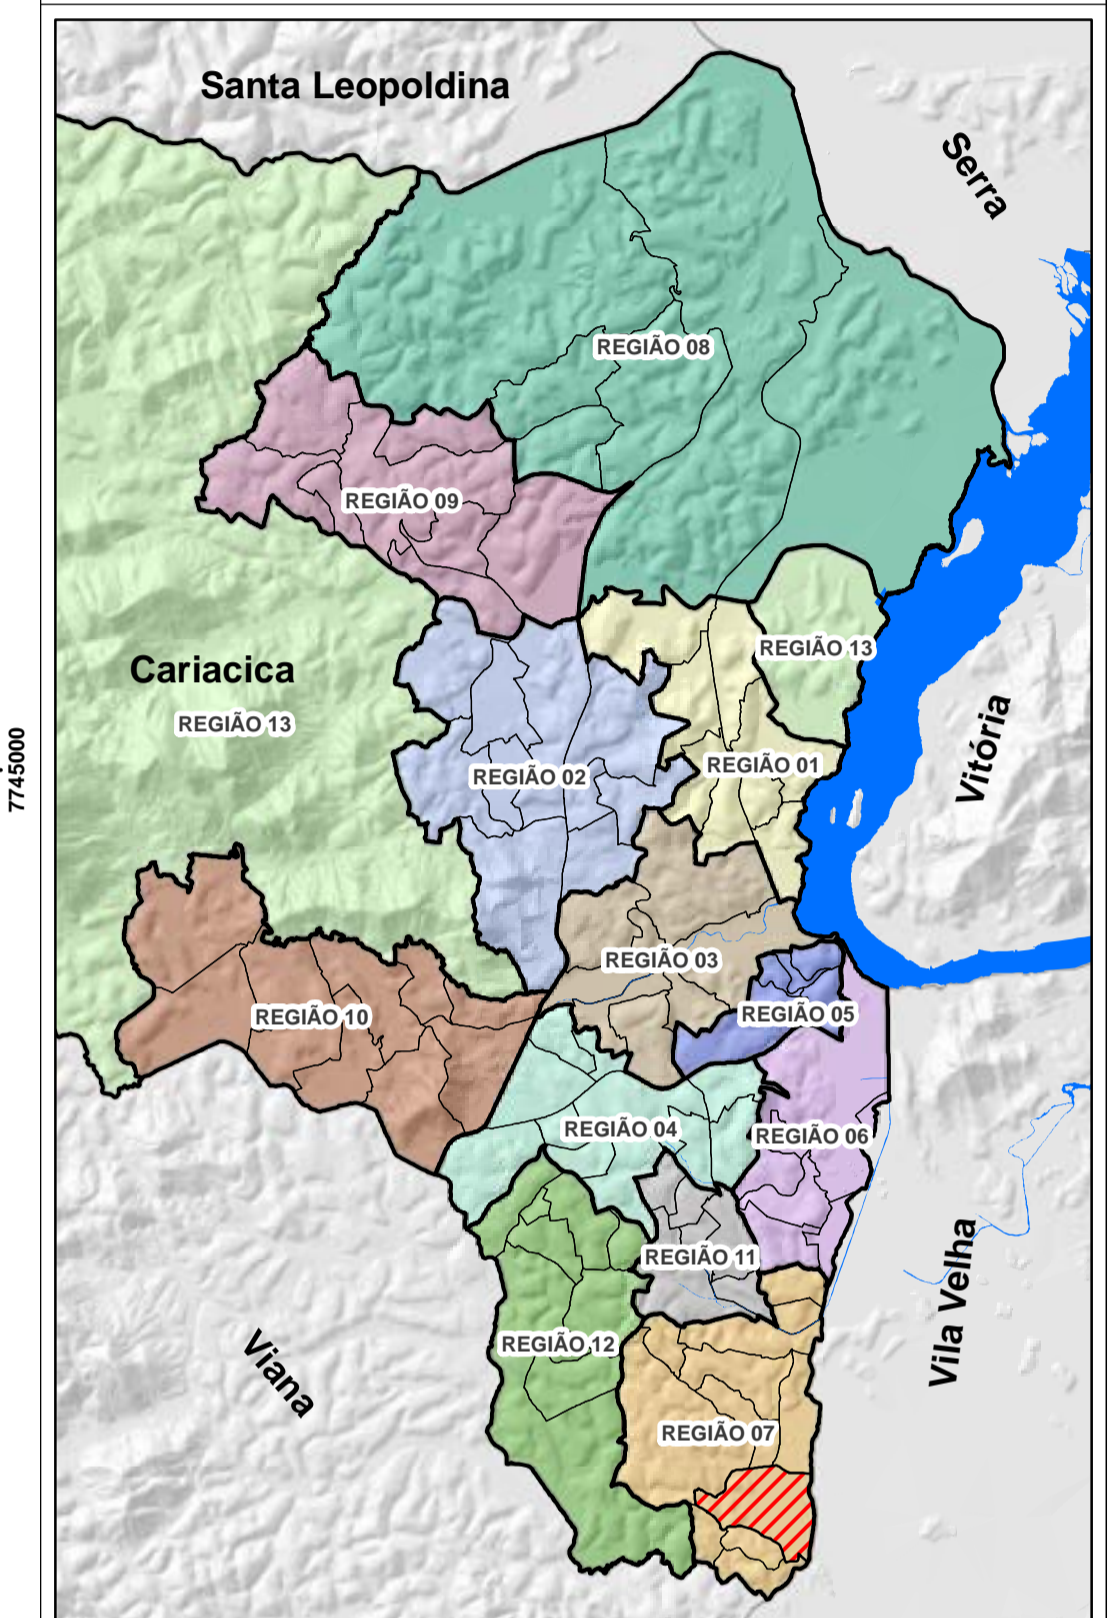 Santa Leopoldina
Serra
REGIÃO 08
REGIÃO 09
REGIÃO 13
Cariacica
REGIÃO 13
Vitória
7745000
REGIÃO 02
REGIÃO 01
REGIÃO 03
REGIÃO 10
REGIÃO 05
REGIÃO 04
REGIÃO 06
REGIÃO 11
Vila Velha
REGIÃO 12
Viana
REGIÃO 07